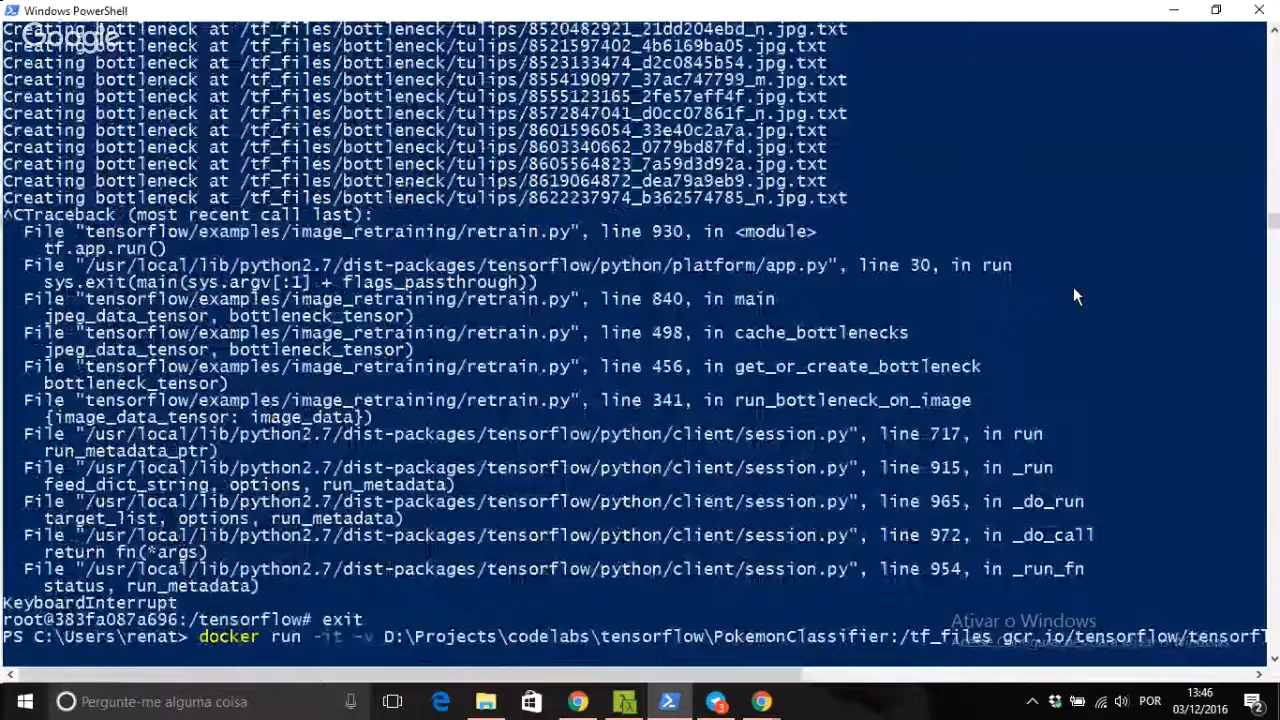 Windows PowerShell
Google
Creating bottleneck at /tf_files/bottleneck/tulips/8520482921_21dd204ebd_n.jpg.txt
Creating bottleneck at /tf_files/bottleneck/tulips/8521597402_4b6169ba05.jpg.txt
Creating bottleneck at /tf_files/bottleneck/tulips/8523133474_d2c0845b54.jpg.txt
Creating bottleneck at /tf_files/bottleneck/tulips/8554190977_37ac747799_m.jpg.txt
Creating bottleneck at /tf_files/bottleneck/tulips/8555123165_2fe57eff4f.jpg.txt
Creating bottleneck at /tf_files/bottleneck/tulips/8572847041_d0cc07861f_n.jpg.txt
Creating bottleneck at /tf_files/bottleneck/tulips/8601596054_33e40c2a7a.jpg.txt
Creating bottleneck at /tf_files/bottleneck/tulips/8603340662_0779bd87fd.jpg.txt
Creating bottleneck at /tf_files/bottleneck/tulips/8605564823_7a59d3d92a.jpg.txt
Creating bottleneck at /tf_files/bottleneck/tulips/8619064872_dea79a9eb9.jpg.txt
Creating bottleneck at /tf_files/bottleneck/tulips/8622237974_b362574785_n.jpg.txt
^CTraceback (most recent call last):
File "tensorflow/examples/image_retraining/retrain.py", line 930, in <module>
tf.app.run()
File "/usr/local/lib/python2.7/dist-packages/tensorflow/python/platform/app.py", line 30, in run
sys.exit(main(sys.argv[:1] + flags_passthrough))
File "tensorflow/examples/image_retraining/retrain.py", line 840, in main
jpeg_data_tensor, bottleneck_tensor)
File "tensorflow/examples/image_retraining/retrain.py", line 498, in cache_bottlenecks
jpeg_data_tensor, bottleneck_tensor)
File "tensorflow/examples/image_retraining/retrain.py", line 456, in get_or_create_bottleneck
bottleneck_tensor)
File "tensorflow/examples/image_retraining/retrain.py", line 341, in run_bottleneck_on_image
{image_data_tensor: image_data})
File "/usr/local/lib/python2.7/dist-packages/tensorflow/python/client/session.py", line 717, in run
run_metadata_ptr)
File "/usr/local/lib/python2.7/dist-packages/tensorflow/python/client/session.py", line 915, in _run
feed_dict_string, options, run_metadata)
File "/usr/local/lib/python2.7/dist-packages/tensorflow/python/client/session.py", line 965, in _do_run
target_list, options, run_metadata)
File "/usr/local/lib/python2.7/dist-packages/tensorflow/python/client/session.py", line 972, in _do_call
return fn(*args)
File "/usr/local/lib/python2.7/dist-packages/tensorflow/python/client/session.py", line 954, in _run_fn
status, run_metadata)
KeyboardInterrupt
root@383fa087a696:/tensorflow# exit
Ativar o Windows
PS C:\Users\renat> docker run -it -v D:\Projects\codelabs\tensorflow\PokemonClassifier:/tf_files gcr.io/tensorflow/tensorfl
Pergunte-me alguma coisa
3
POR
13:46
03/12/2016
2